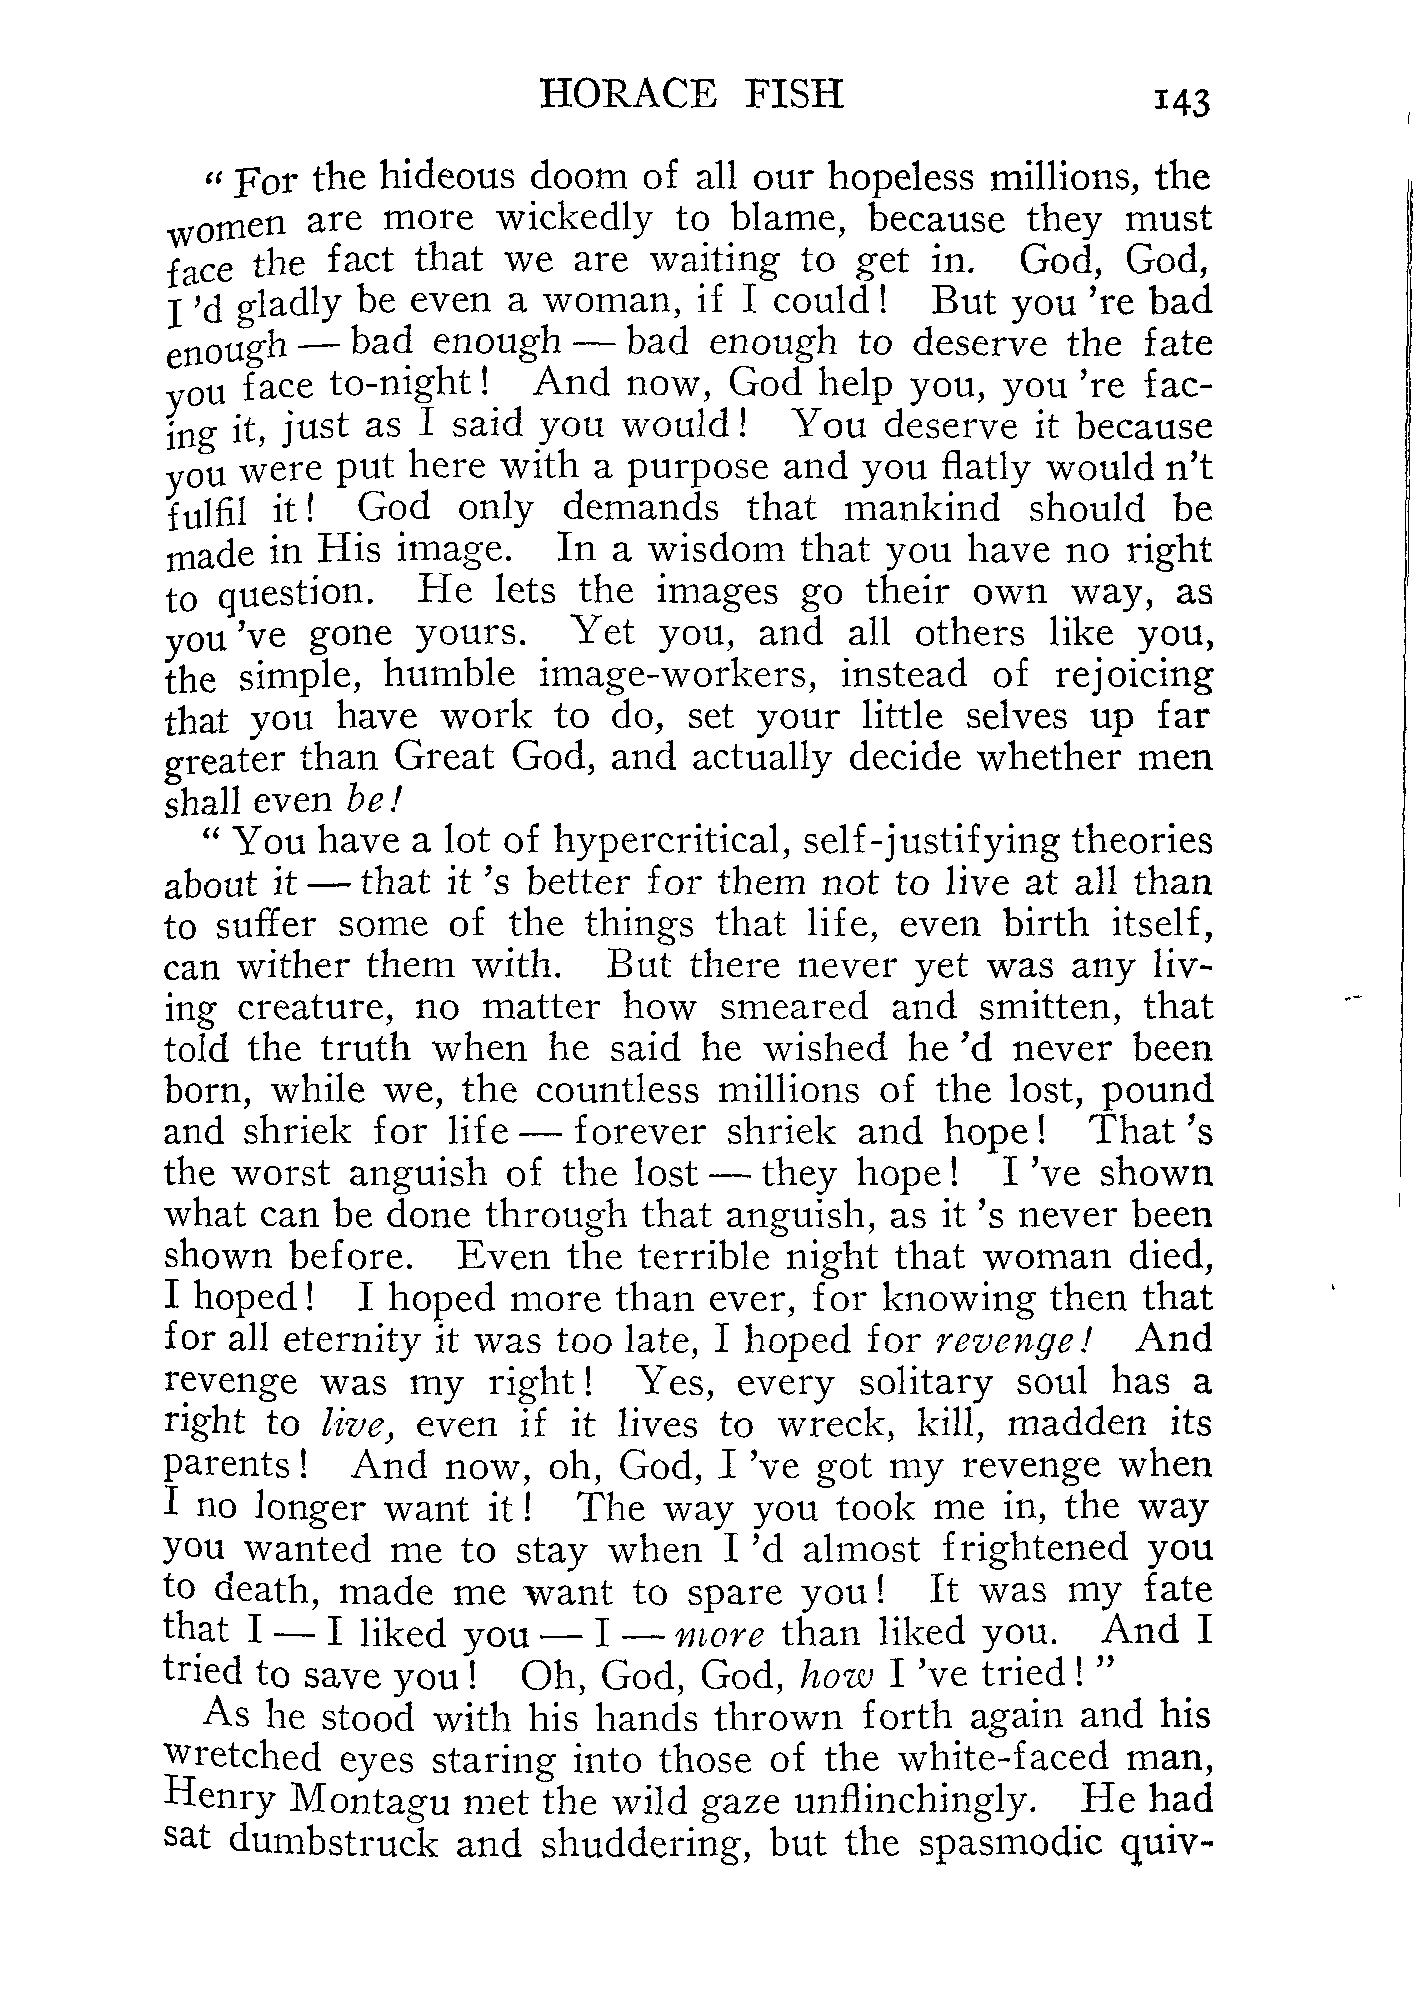 HORACE FISH 143
“ For the hideous doom of all our hopeless millions, the
women are more wickedly to blame, because they must
face the fact that we are waiting to get in. God, God,
I 'd gladly be even a woman, if I could! But you 're bad
enough — bad enough — bad enough to deserve the fate
you face to-night! And now, God help you, you 're fac-
ing it, just as I said you would! You deserve it because
you were put here with a purpose and you flatly would n't
fulfil it! God only demands that mankind should be
made in His image. In a wisdom that you have no right
to question. He lets the images go their own way, as
you 've gone yours. Yet you, and all others like you,
the simple, humble image-workers, instead of rejoicing
that you have work to do, set your little selves up far
greater than Great God, and actually decide whether men
shall even be!
“ You have a lot of hypercritical, self-justifying theories
about it — that it 's better for them not to live at all than
to suffer some of the things that life, even birth itself,
can wither them with. But there never yet was any liv-
ing creature, no matter how smeared and smitten, that
told the truth when he said he wished he 'd never been
born, while we, the countless millions of the lost, pound
and shriek for life — forever shriek and hope! That 's
the worst anguish of the lost — they hope! I 've shown
what can be done through that anguish, as it 's never been
shown before. Even the terrible night that woman died,
I hoped! I hoped more than ever, for knowing then that
for all eternity it was too late, I hoped for revenge! And
revenge was my right! Yes, every solitary soul has a
right to live, even if it lives to wreck, kill, madden its
parents! And now, oh, God, I 've got my revenge when
I no longer want it! The way you took me in, the way
you wanted me to stay when I 'd almost frightened you
to death, made me want to spare you! It was my fate
that I — I liked you — I — more than liked you. And I
tried to save you! Oh, God, God, how I 've tried! ”
As he stood with his hands thrown forth again and his
wretched eyes staring into those of the white-faced man,
Henry Montagu met the wild gaze unflinchingly. He had
sat dumbstruck and shuddering, but the spasmodic quiv-